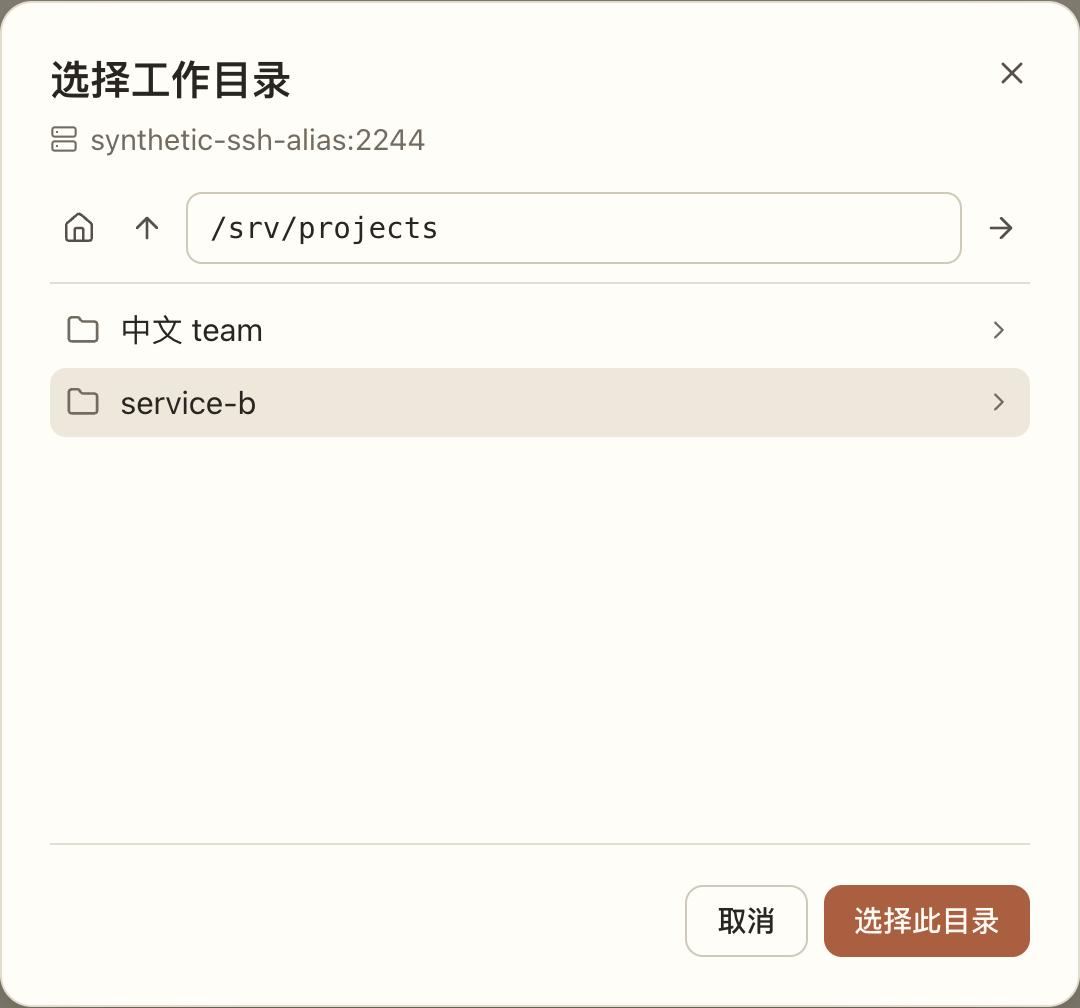 选择工作目录
synthetic-ssh-alias:2244
/srv/projects
中文 team
service-b
取消
选择此目录